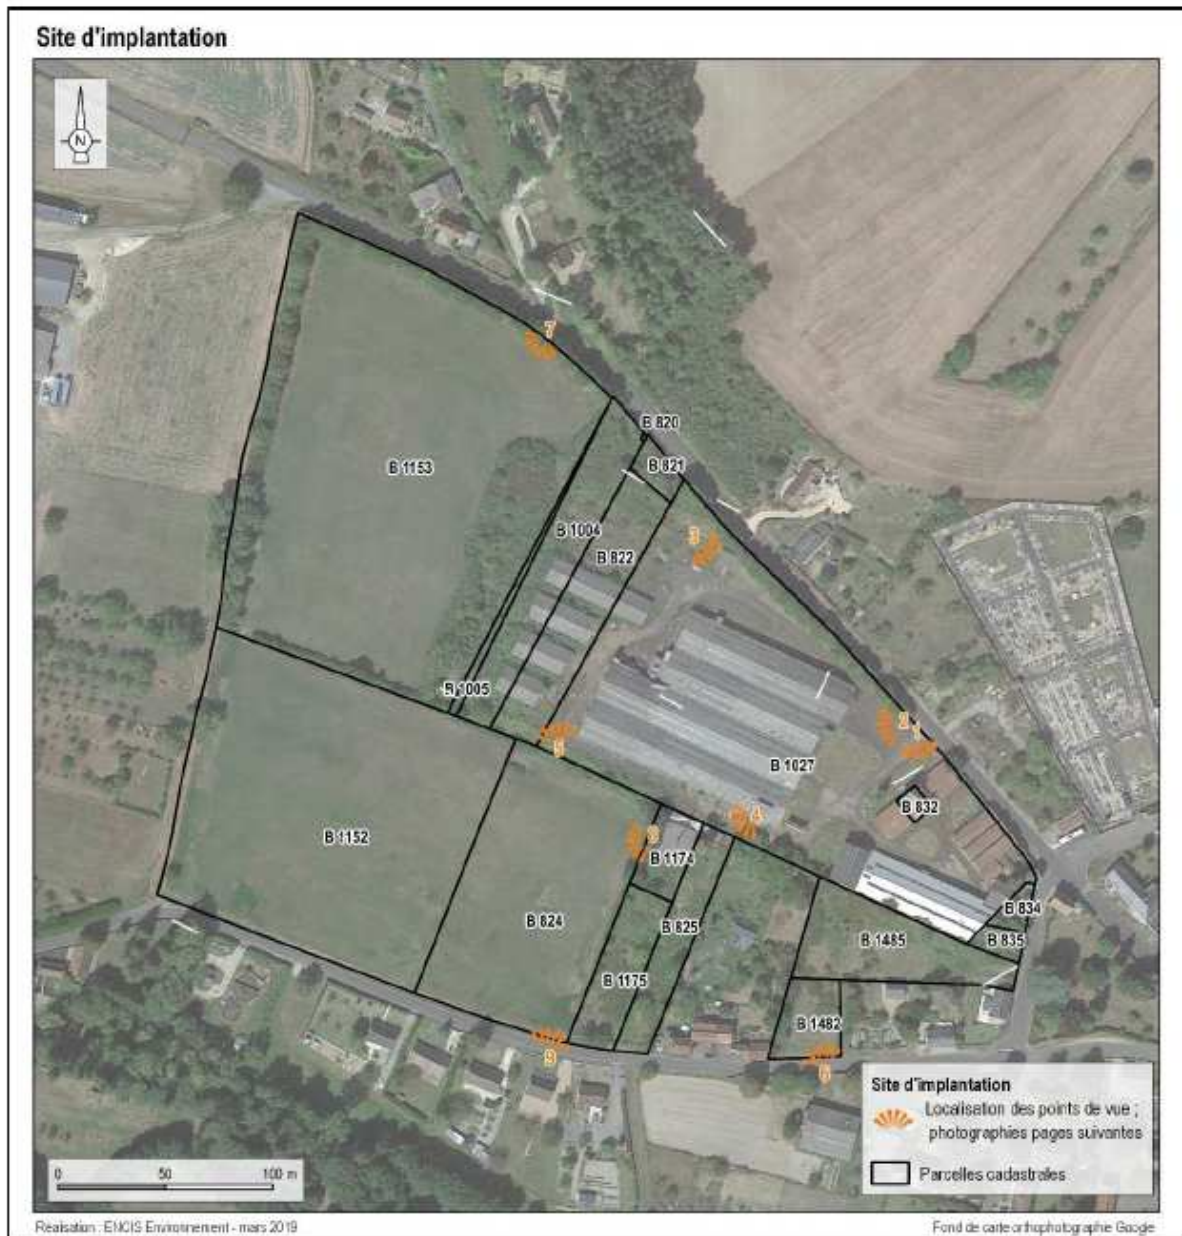 Site d'implantation
N
7
B 820
B 821
B 1153
B 1004
B 822
3
B 1005
2
1
5
B 1027
B 832
4
B 1152
B 1174
B 834
B 824
B 825
B 1485
B 835
B 1175
B 1482
9
Site d'implantation
Localisation des points de vue ;
photographies pages suivantes
Parcelles cadastrales
0 50 100 m
Réalisation : ENCIS Environnement - mars 2019
Fond de carte orthophotographie Google